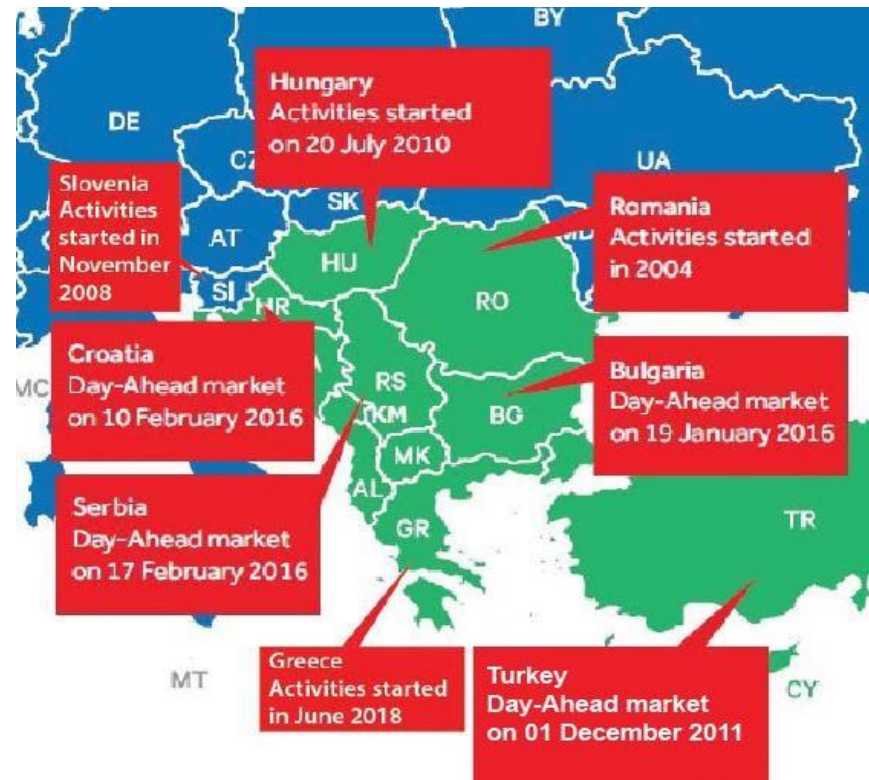 BY
DE
Hungary
Activities started
on 20 July 2010
CZ
UA
Slovenia
Activities
started in
November
2008
SK
AT
Romania
Activities started
in 2004
MD
HU
SI
HR
RO
Croatia
Day-Ahead market
on 10 February 2016
MC
RS
KM
BG
Bulgaria
Day-Ahead market
on 19 January 2016
MK
AL
Serbia
Day-Ahead market
on 17 February 2016
GR
TR
MT
Greece
Activities started
in June 2018
Turkey
Day-Ahead market
on 01 December 2011
CY